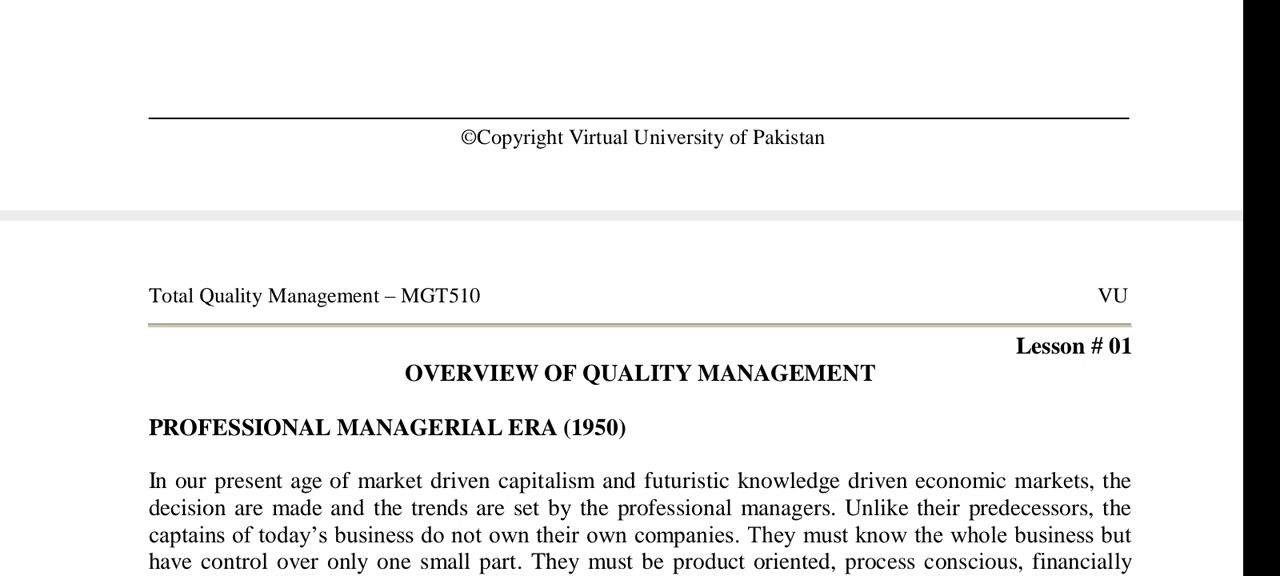 ©Copyright Virtual University of Pakistan
Total Quality Management – MGT510 VU
Lesson # 01
OVERVIEW OF QUALITY MANAGEMENT
PROFESSIONAL MANAGERIAL ERA (1950)
In our present age of market driven capitalism and futuristic knowledge driven economic markets, the
decision are made and the trends are set by the professional managers. Unlike their predecessors, the
captains of today’s business do not own their own companies. They must know the whole business but
have control over only one small part. They must be product oriented, process conscious, financially